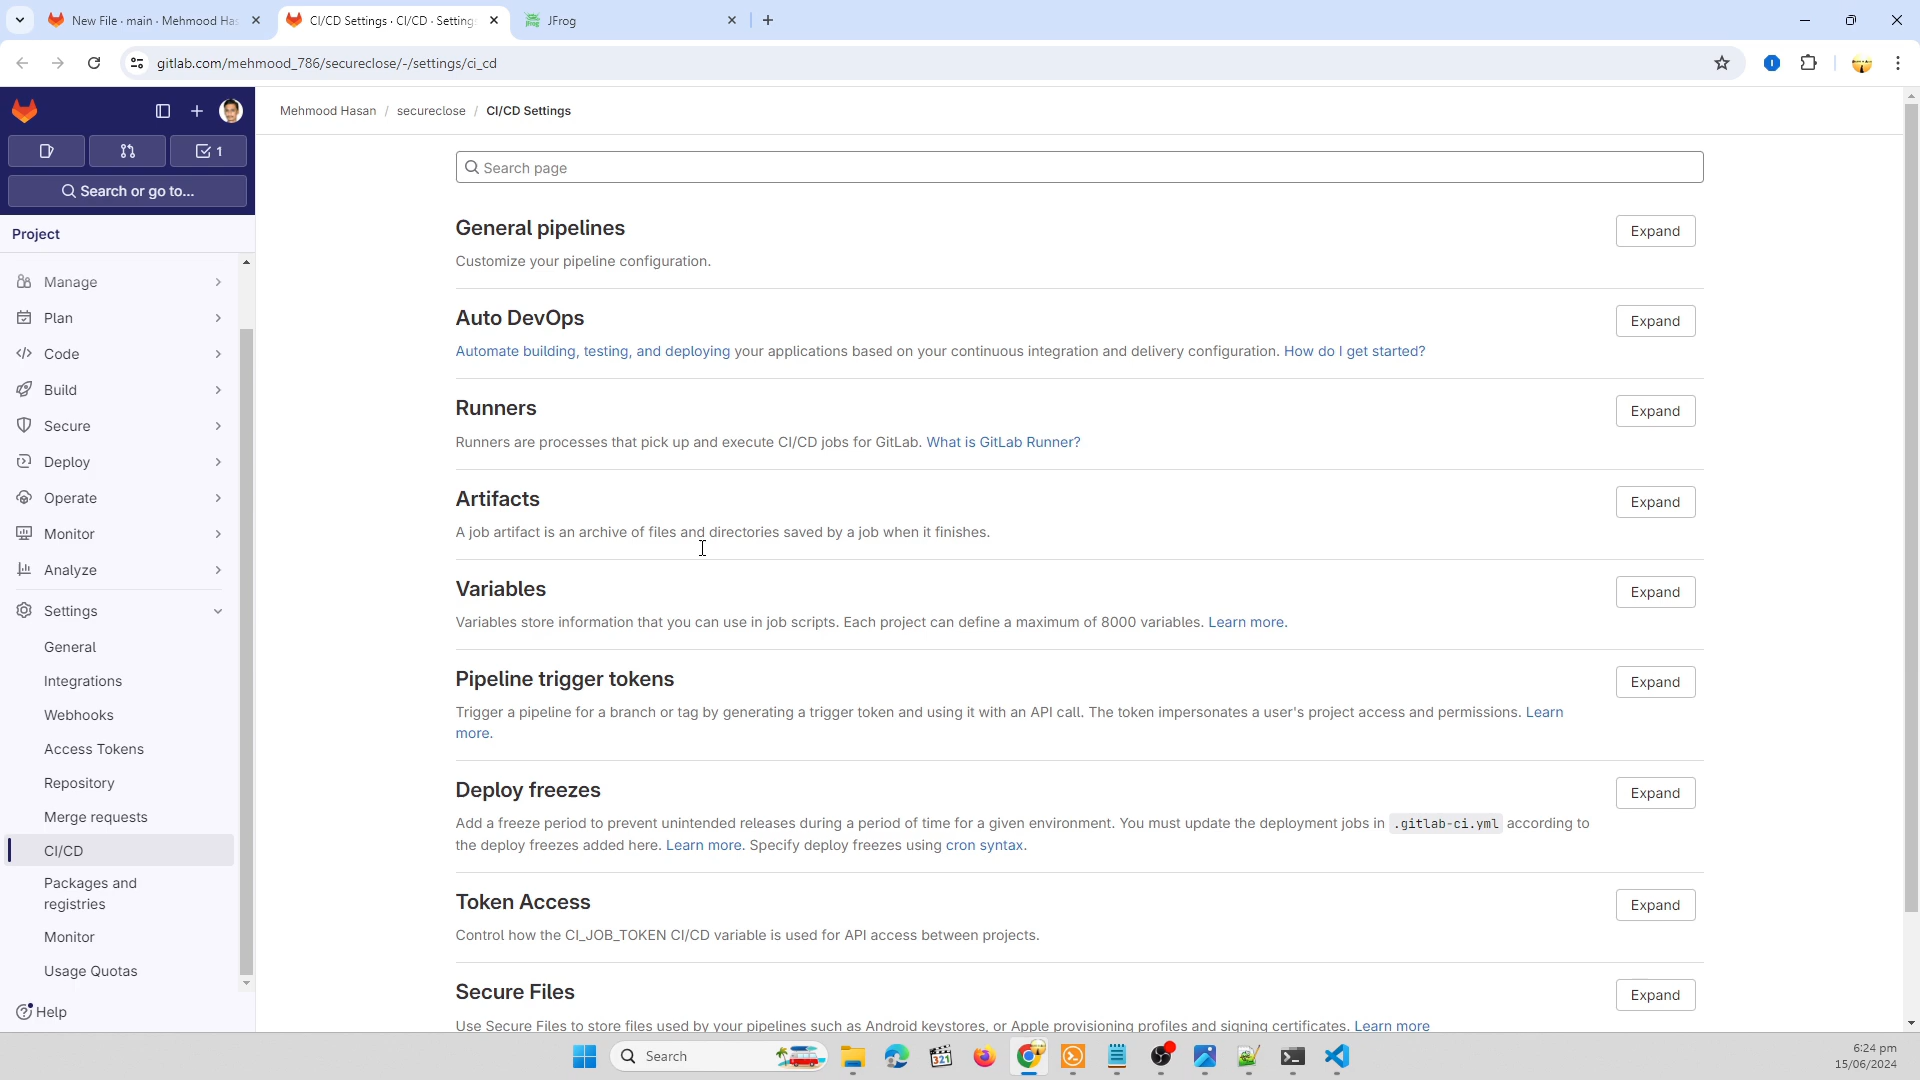 New File · main · Mehmood Ha
CI/CD Settings · CI/CD · Setting
JFrog
gitlab.com/mehmood_786/secureclose/-/settings/ci_cd
Mehmood Hasan / secureclose / CI/CD Settings
1
Search or go to...
Project
Manage
Plan
Code
Build
Secure
Deploy
Operate
Monitor
Analyze
Settings
General
Integrations
Webhooks
Access Tokens
Repository
Merge requests
CI/CD
Packages and
registries
Monitor
Usage Quotas
Help
Search page
General pipelines
Expand
Customize your pipeline configuration.
Auto DevOps
Expand
Automate building, testing, and deploying your applications based on your continuous integration and delivery configuration. How do I get started?
Runners
Expand
Runners are processes that pick up and execute CI/CD jobs for GitLab. What is GitLab Runner?
Artifacts
Expand
A job artifact is an archive of files and directories saved by a job when it finishes.
Variables
Expand
Variables store information that you can use in job scripts. Each project can define a maximum of 8000 variables. Learn more.
Pipeline trigger tokens
Expand
Trigger a pipeline for a branch or tag by generating a trigger token and using it with an API call. The token impersonates a user's project access and permissions. Learn
more.
Deploy freezes
Expand
Add a freeze period to prevent unintended releases during a period of time for a given environment. You must update the deployment jobs in .gitlab-ci.yml according to
the deploy freezes added here. Learn more. Specify deploy freezes using cron syntax.
Token Access
Expand
Control how the CI_JOB_TOKEN CI/CD variable is used for API access between projects.
Secure Files
Expand
Use Secure Files to store files used by your pipelines such as Android keystores, or Apple provisioning profiles and signing certificates. Learn more
Search
6:24 pm
15/06/2024